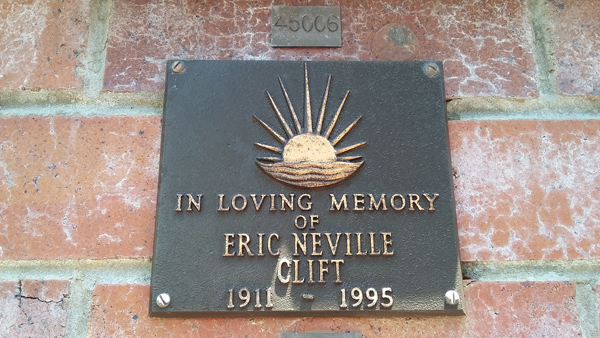 45006
IN LOVING MEMORY
OF
ERIC NEVILLE
CLIFT
1911 - 1995